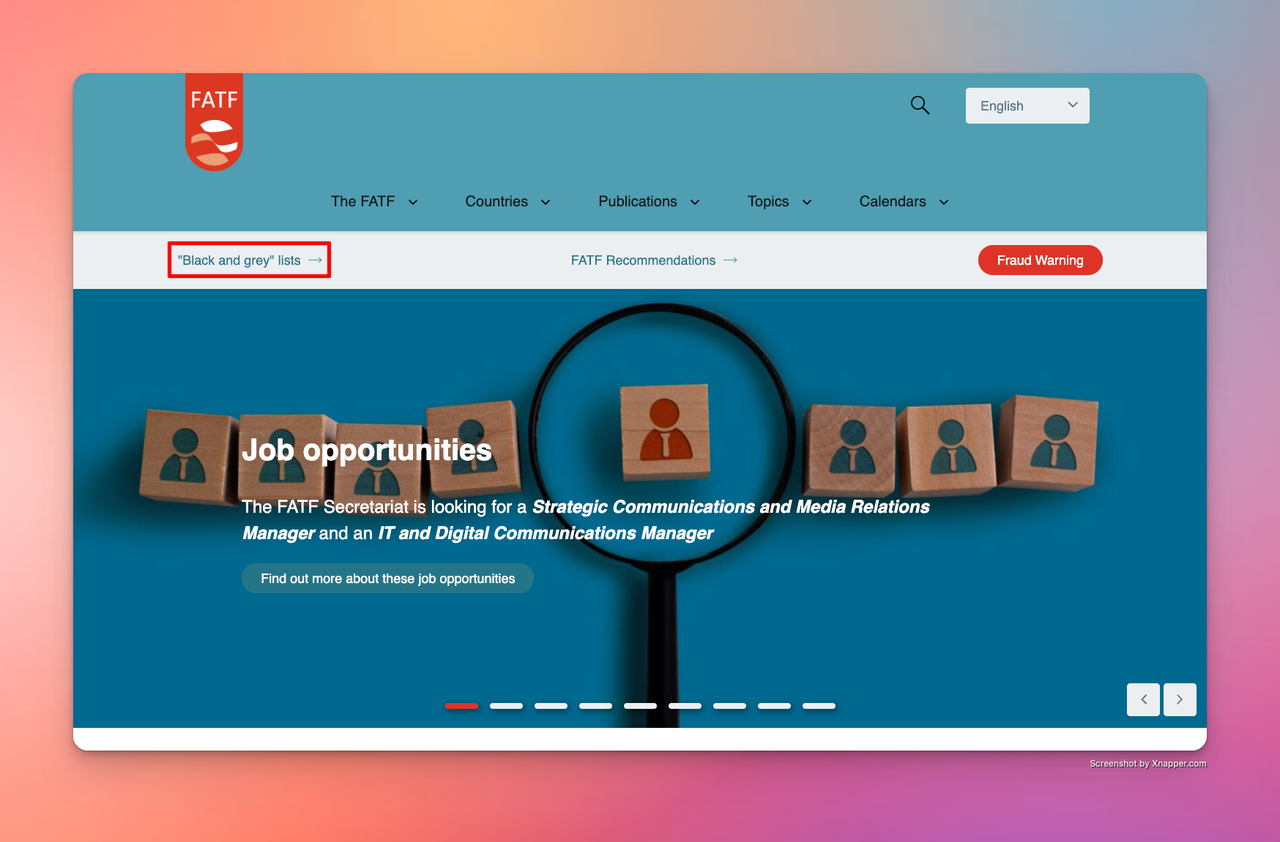 FATF
English
The FATF
Countries
Publications
Topics
Calendars
"Black and grey" lists →
FATF Recommendations →
Fraud Warning
Job opportunities
The FATF Secretariat is looking for a Strategic Communications and Media Relations
Manager and an IT and Digital Communications Manager
Find out more about these job opportunities
Screenshot by Xnapper.com